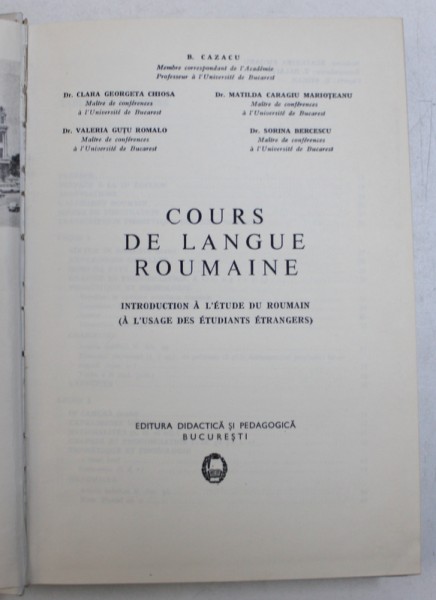 B. CAZACU
Membre correspondant de l'Académie
Professeur à l'Université de Bucarest
Dr. CLARA GEORGETA CHIOSA
Maître de conférences
à l'Université de Bucarest
Dr. MATILDA CARAGIU MARIOȚEANU
Maître de conférences
à l'Université de Bucarest
Dr. VALERIA GUȚU ROMALO
Maître de conférences
à l'Université de Bucarest
Dr. SORINA BERCESCU
Maître de conférences
à l'Université de Bucarest
COURS
DE LANGUE
ROUMAINE
INTRODUCTION À L'ÉTUDE DU ROUMAIN
(À L'USAGE DES ÉTUDIANTS ÉTRANGERS)
EDITURA DIDACTICĂ ȘI PEDAGOGICĂ
BUCUREȘTI